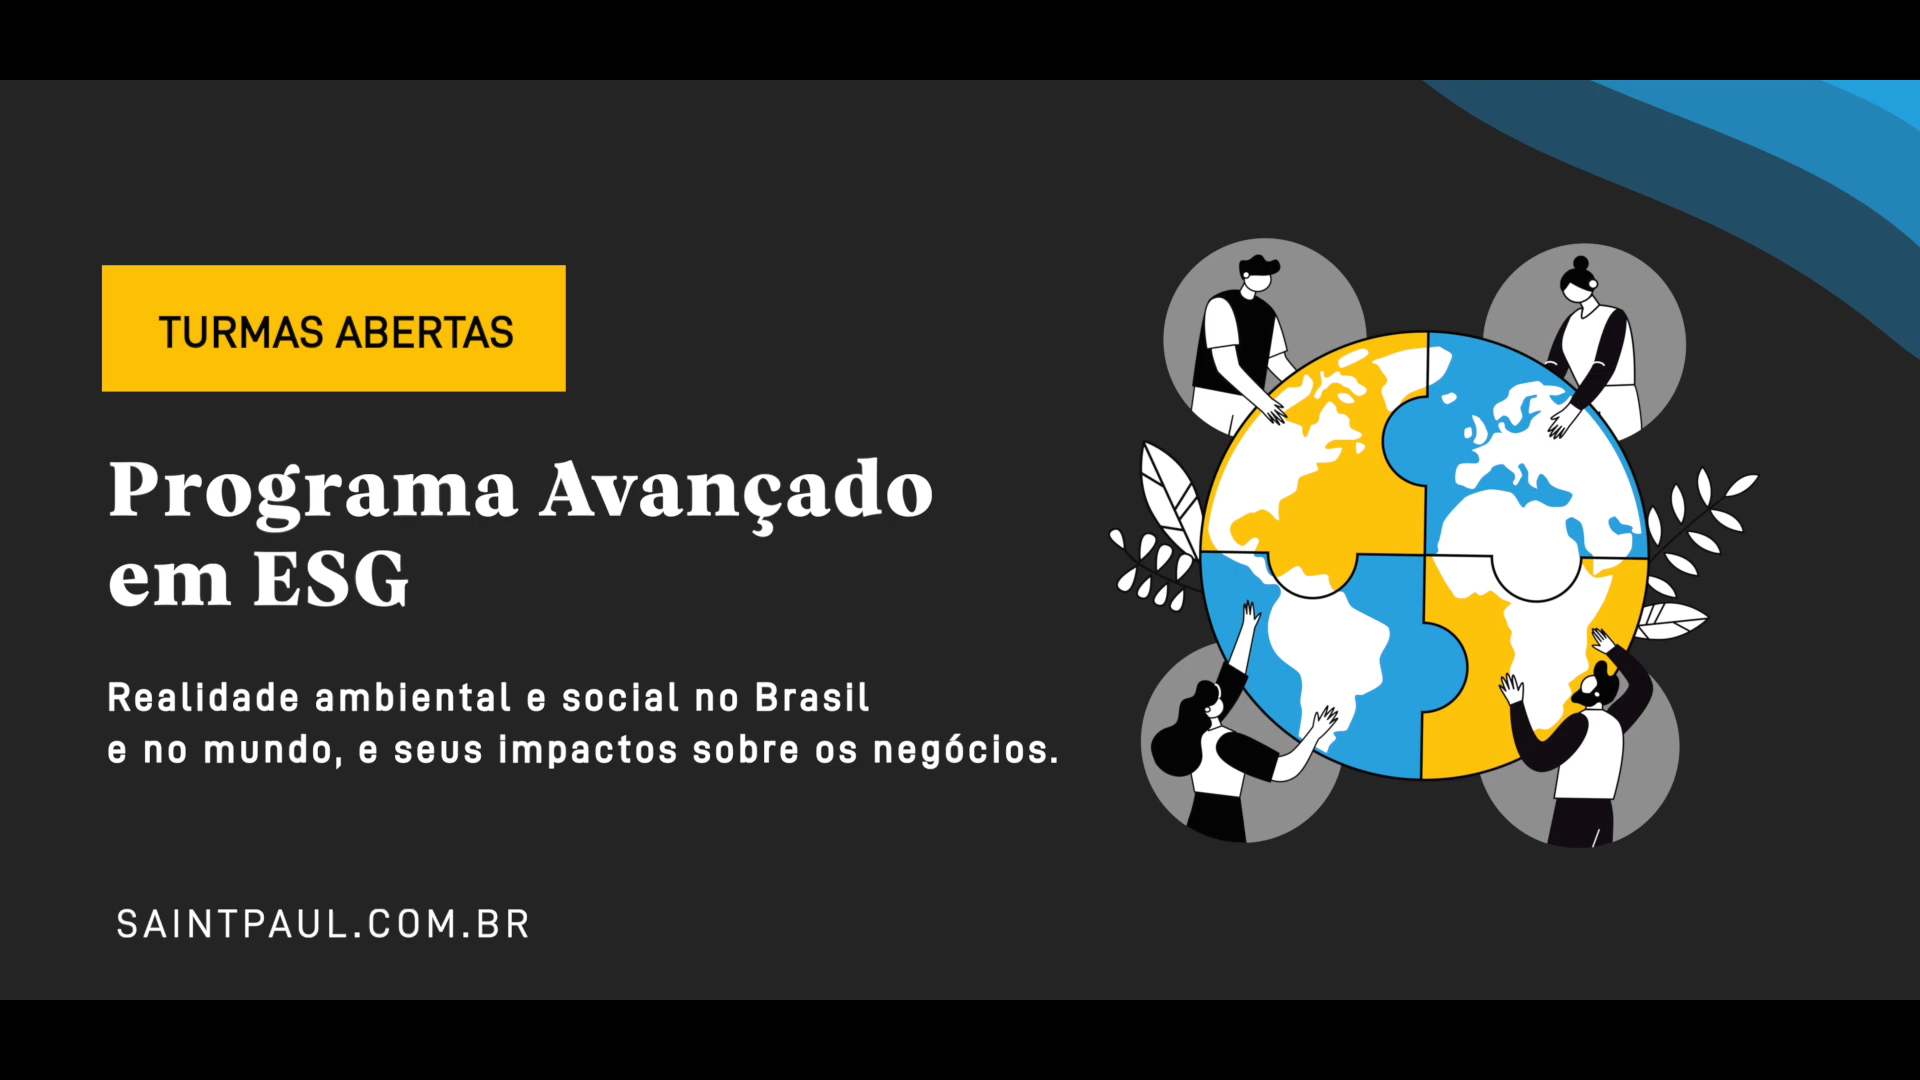 TURMAS ABERTAS
Programa Avançado
em ESG
Realidade ambiental e social no Brasil
e no mundo, e seus impactos sobre os negócios.
SAINTPAUL.COM.BR